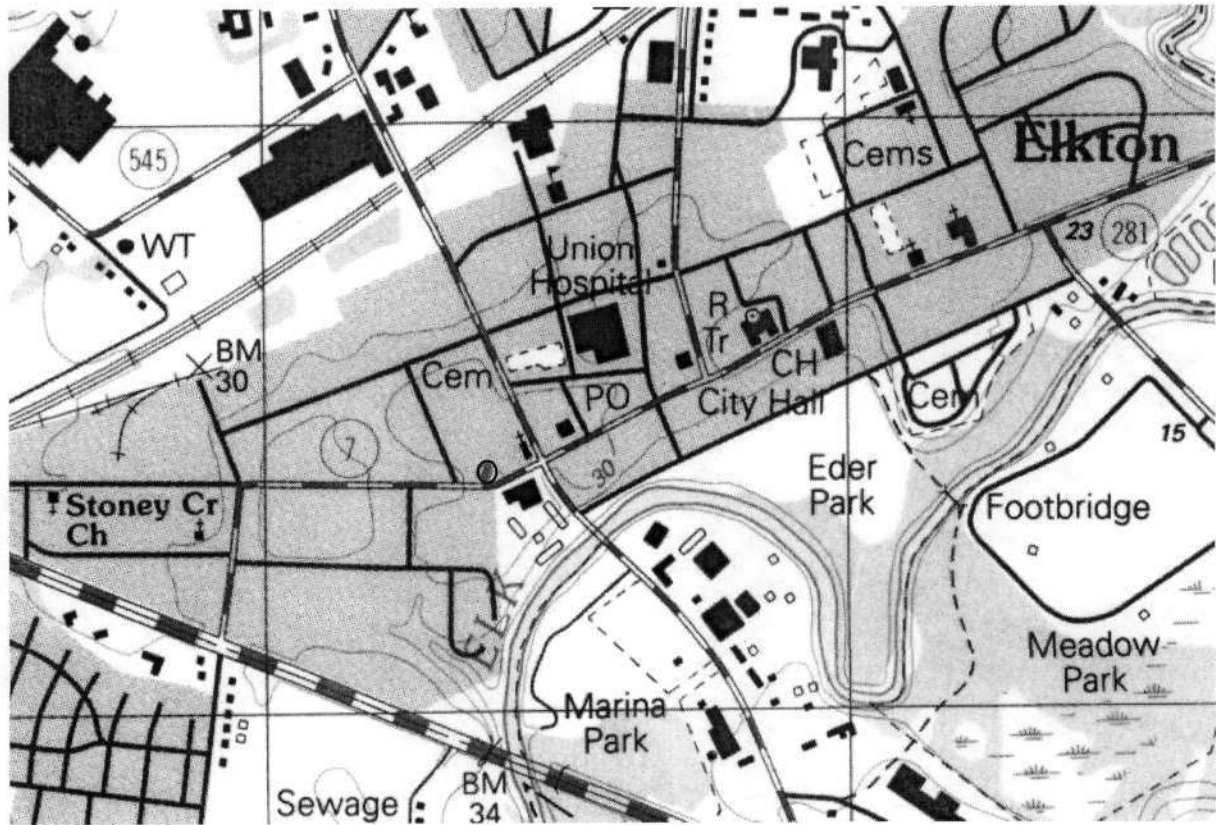 545
Cems
Elkton
WT
Union
Hospital
23
281
R
Tr
BM
30
Cem
PO
CH
City Hall
Cem
7
30
15
Eder
Park
Footbridge
Stoney Cr
Ch
ELK
Meadow
Park
Marina
Park
BM
34
Sewage